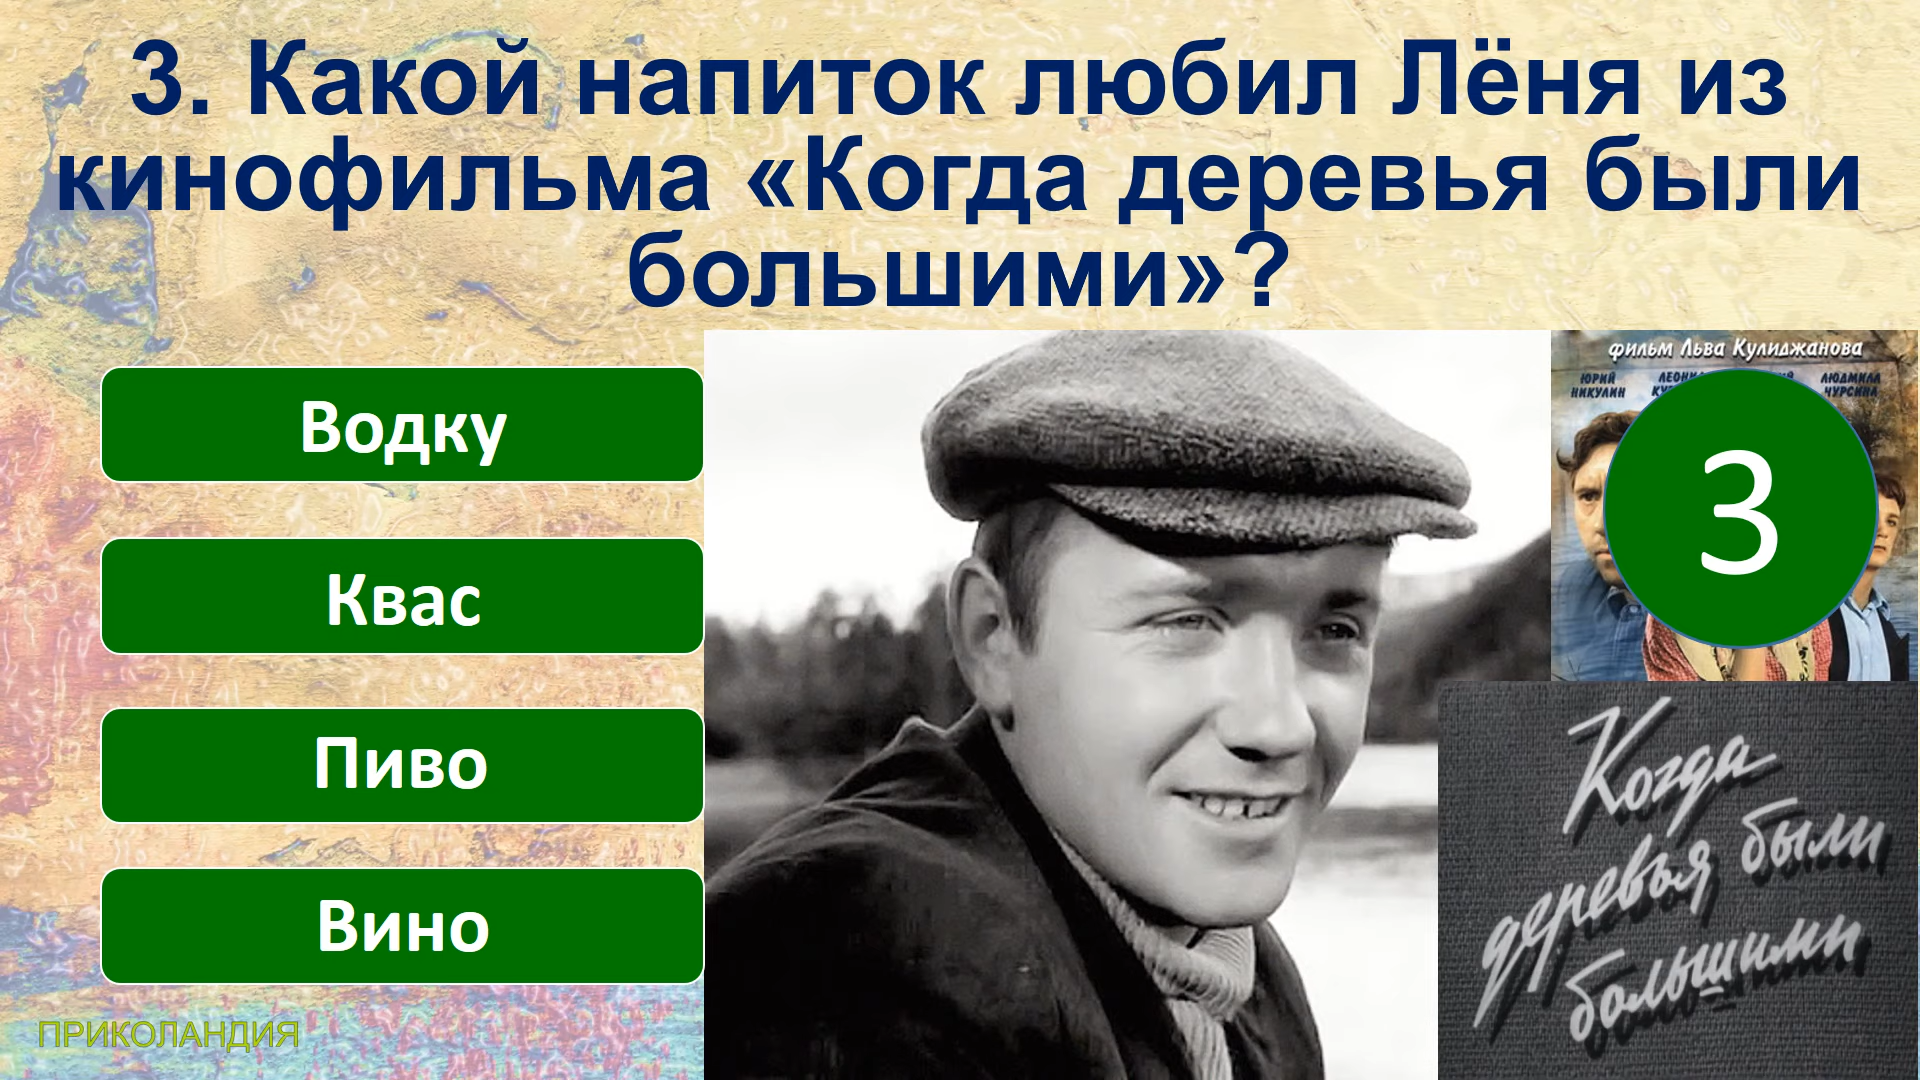 3. Какой напиток любил Лёня из
кинофильма «Когда деревья были
большими»?
Водку
Квас
Пиво
Вино
фильм Льва Кулиджанова
ЮРИЙ
НИКУЛИН
ЛЮДМИЛА
ЧУРСИНА
3
Когда
деревья были
большими
ПРИКОЛАНДИЯ